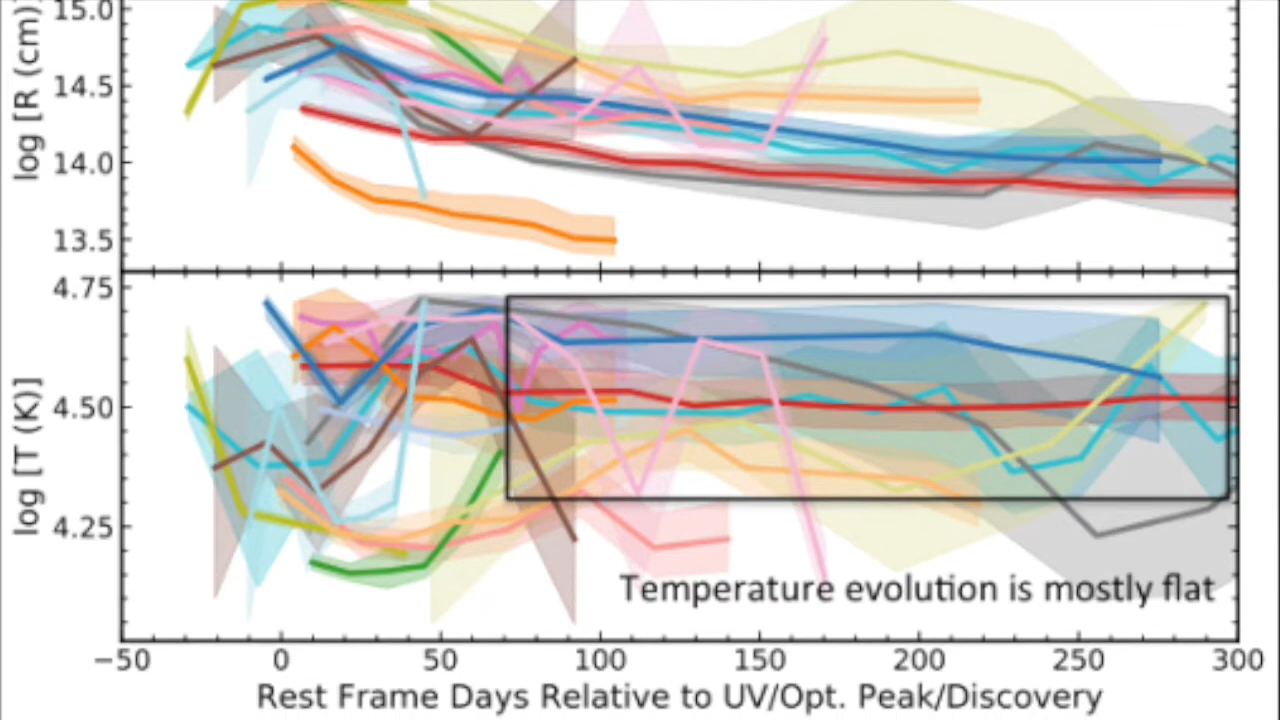 log [R (cm)]
15.0
14.5
14.0
13.5
log [T (K)]
4.75
4.50
4.25
Temperature evolution is mostly flat
−50 0 50 100 150 200 250 300
Rest Frame Days Relative to UV/Opt. Peak/Discovery